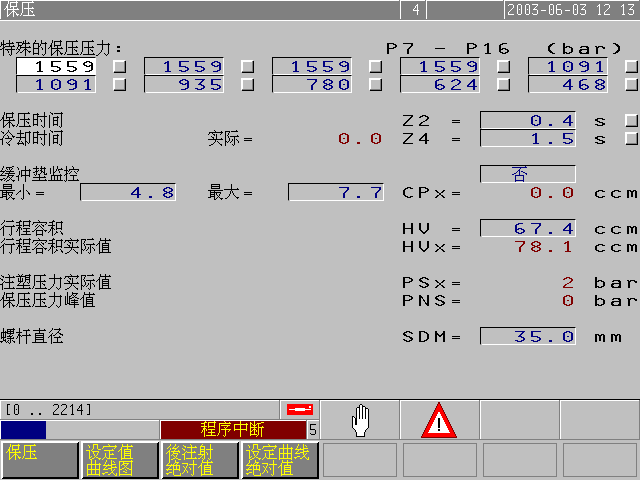 保压 4 2003-06-03 12 13
特殊的保压压力: P7 - P16 (bar)
1559 1559 1559 1559 1091
1091 935 780 624 468
保压时间 Z2 = 0.4 s
冷却时间 实际= 0.0 Z4 = 1.5 s
缓冲垫监控 否
最小= 4.8 最大= 7.7 CPx= 0.0 ccm
行程容积 HV = 67.4 ccm
行程容积实际值 HVx= 78.1 ccm
注塑压力实际值 PSx= 2 bar
保压压力峰值 PNS= 0 bar
螺杆直径 SDM= 35.0 mm
[0 .. 2214]
程序中断 5
保压 设定值 後注射 设定曲线
曲线图 绝对值 绝对值